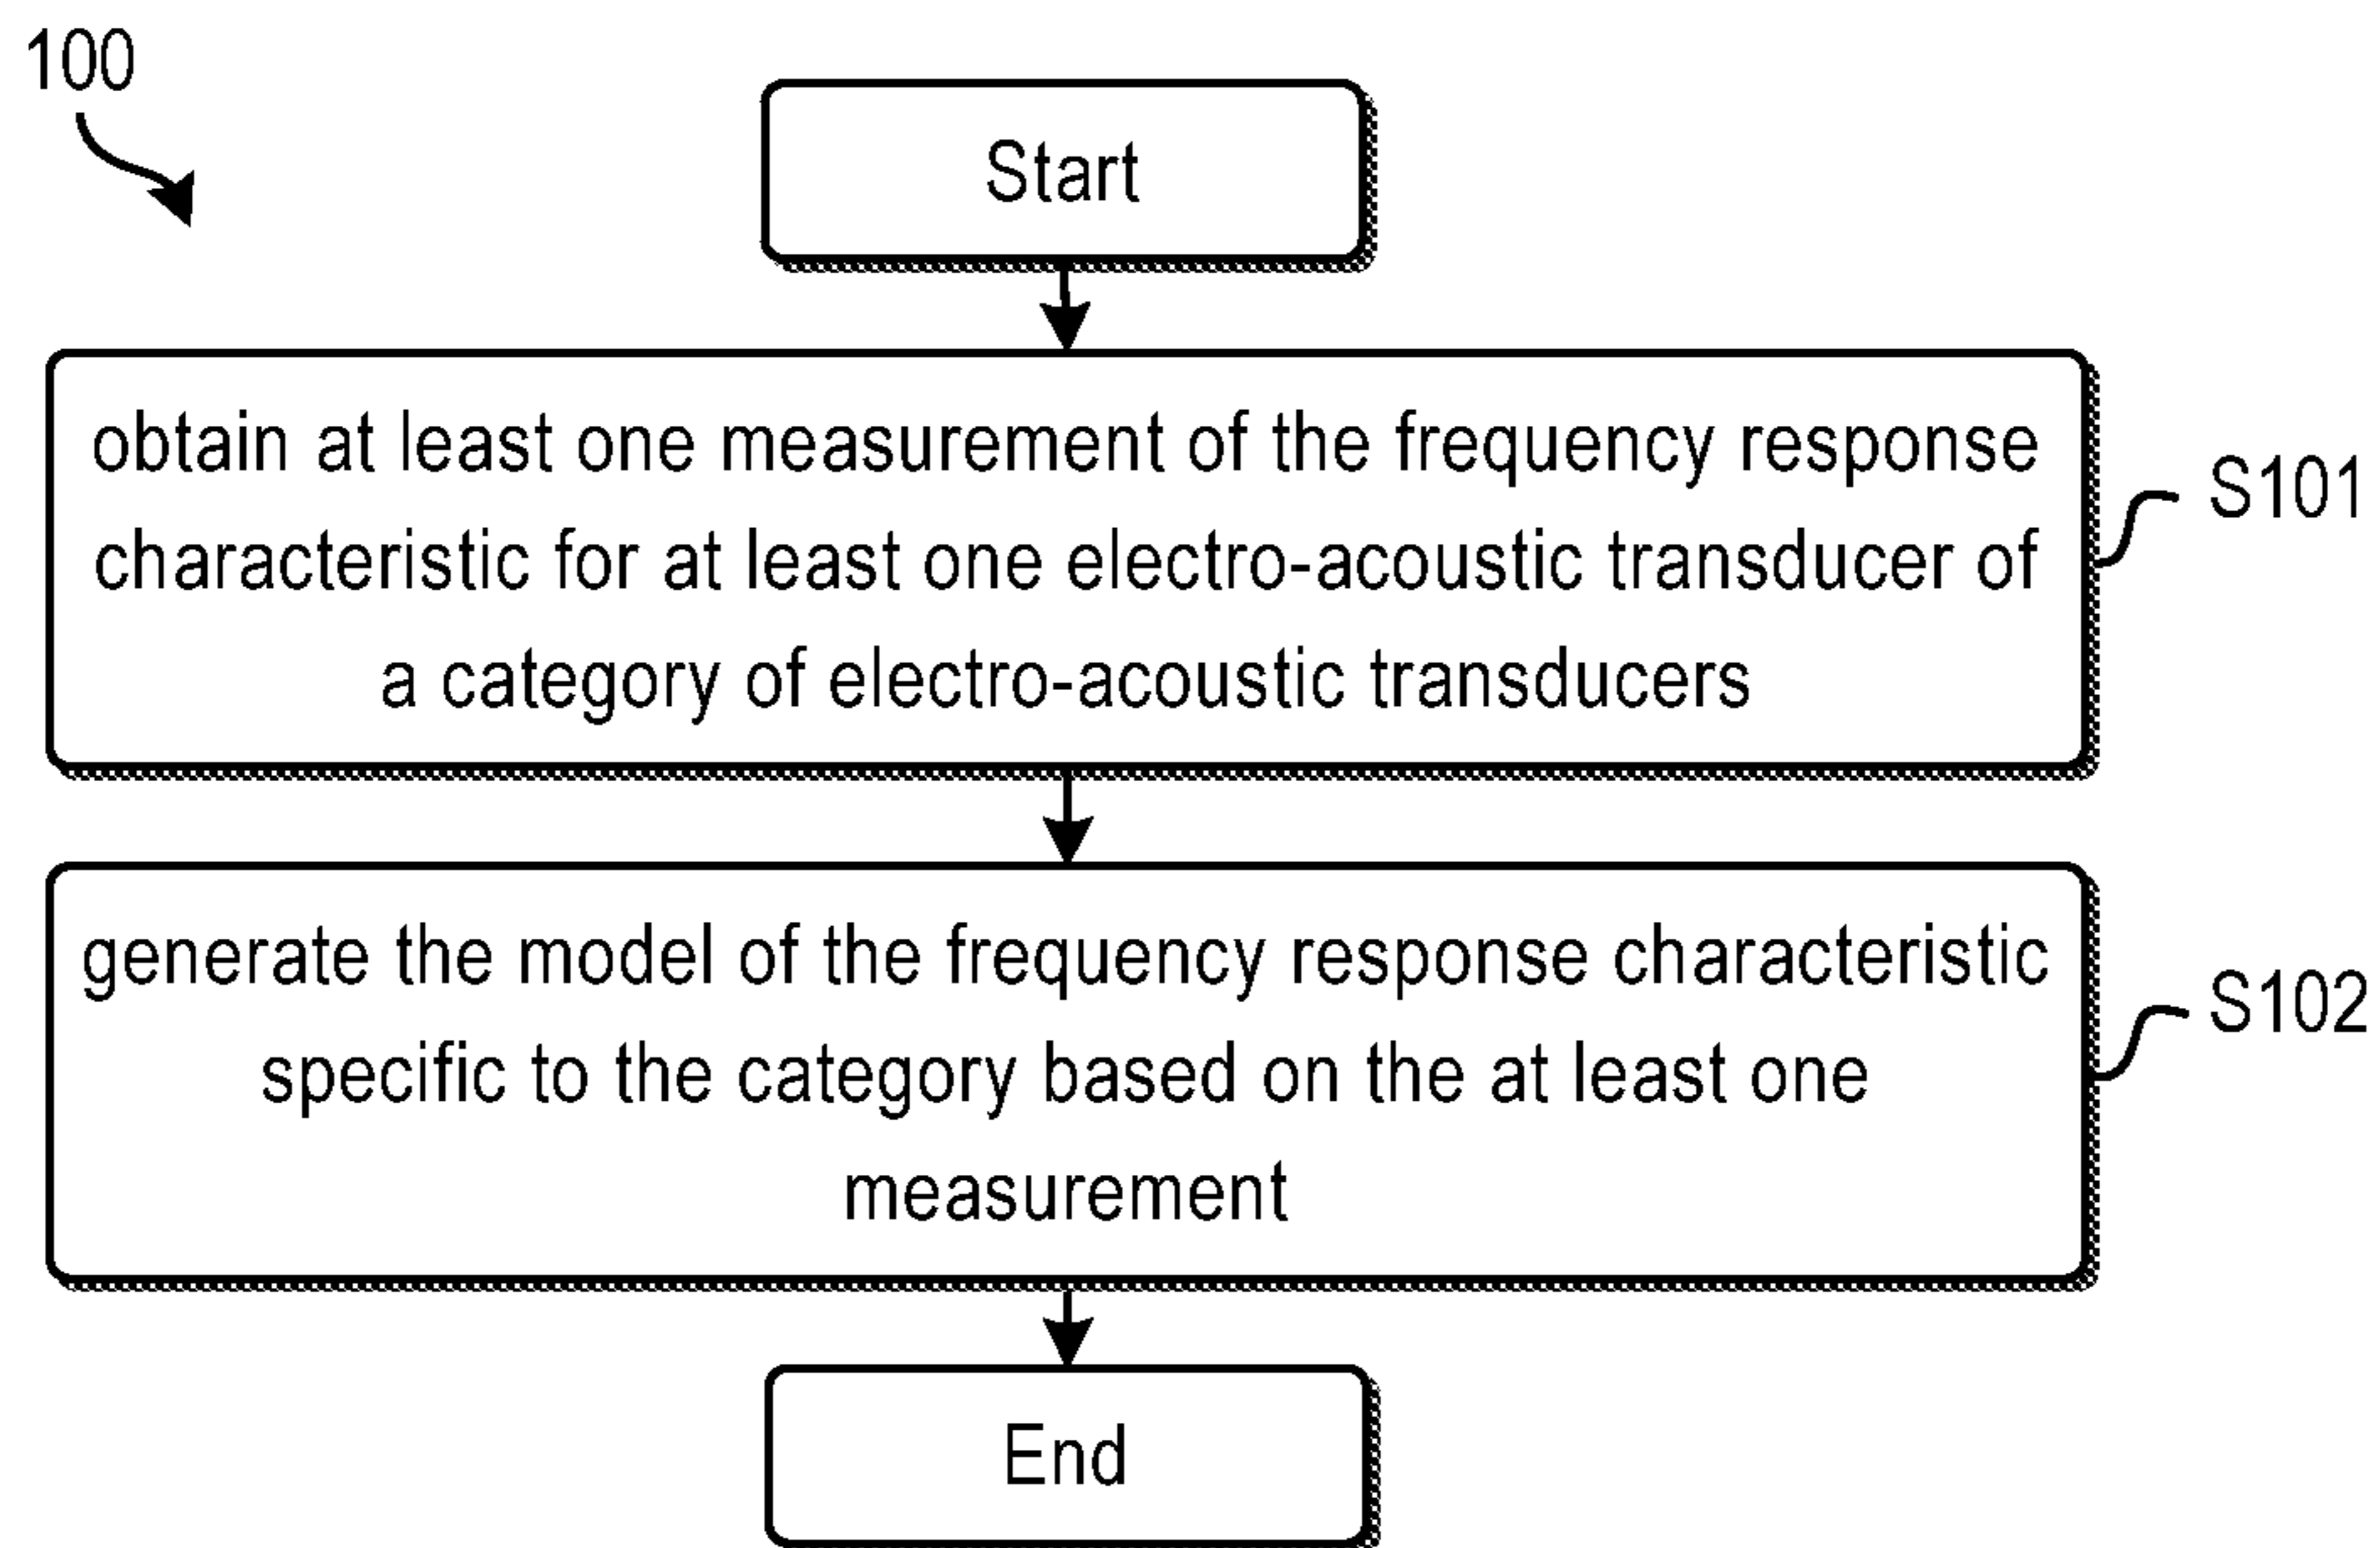 100
Start
obtain at least one measurement of the frequency response
characteristic for at least one electro-acoustic transducer of
a category of electro-acoustic transducers
S101
generate the model of the frequency response characteristic
specific to the category based on the at least one
measurement
S102
End